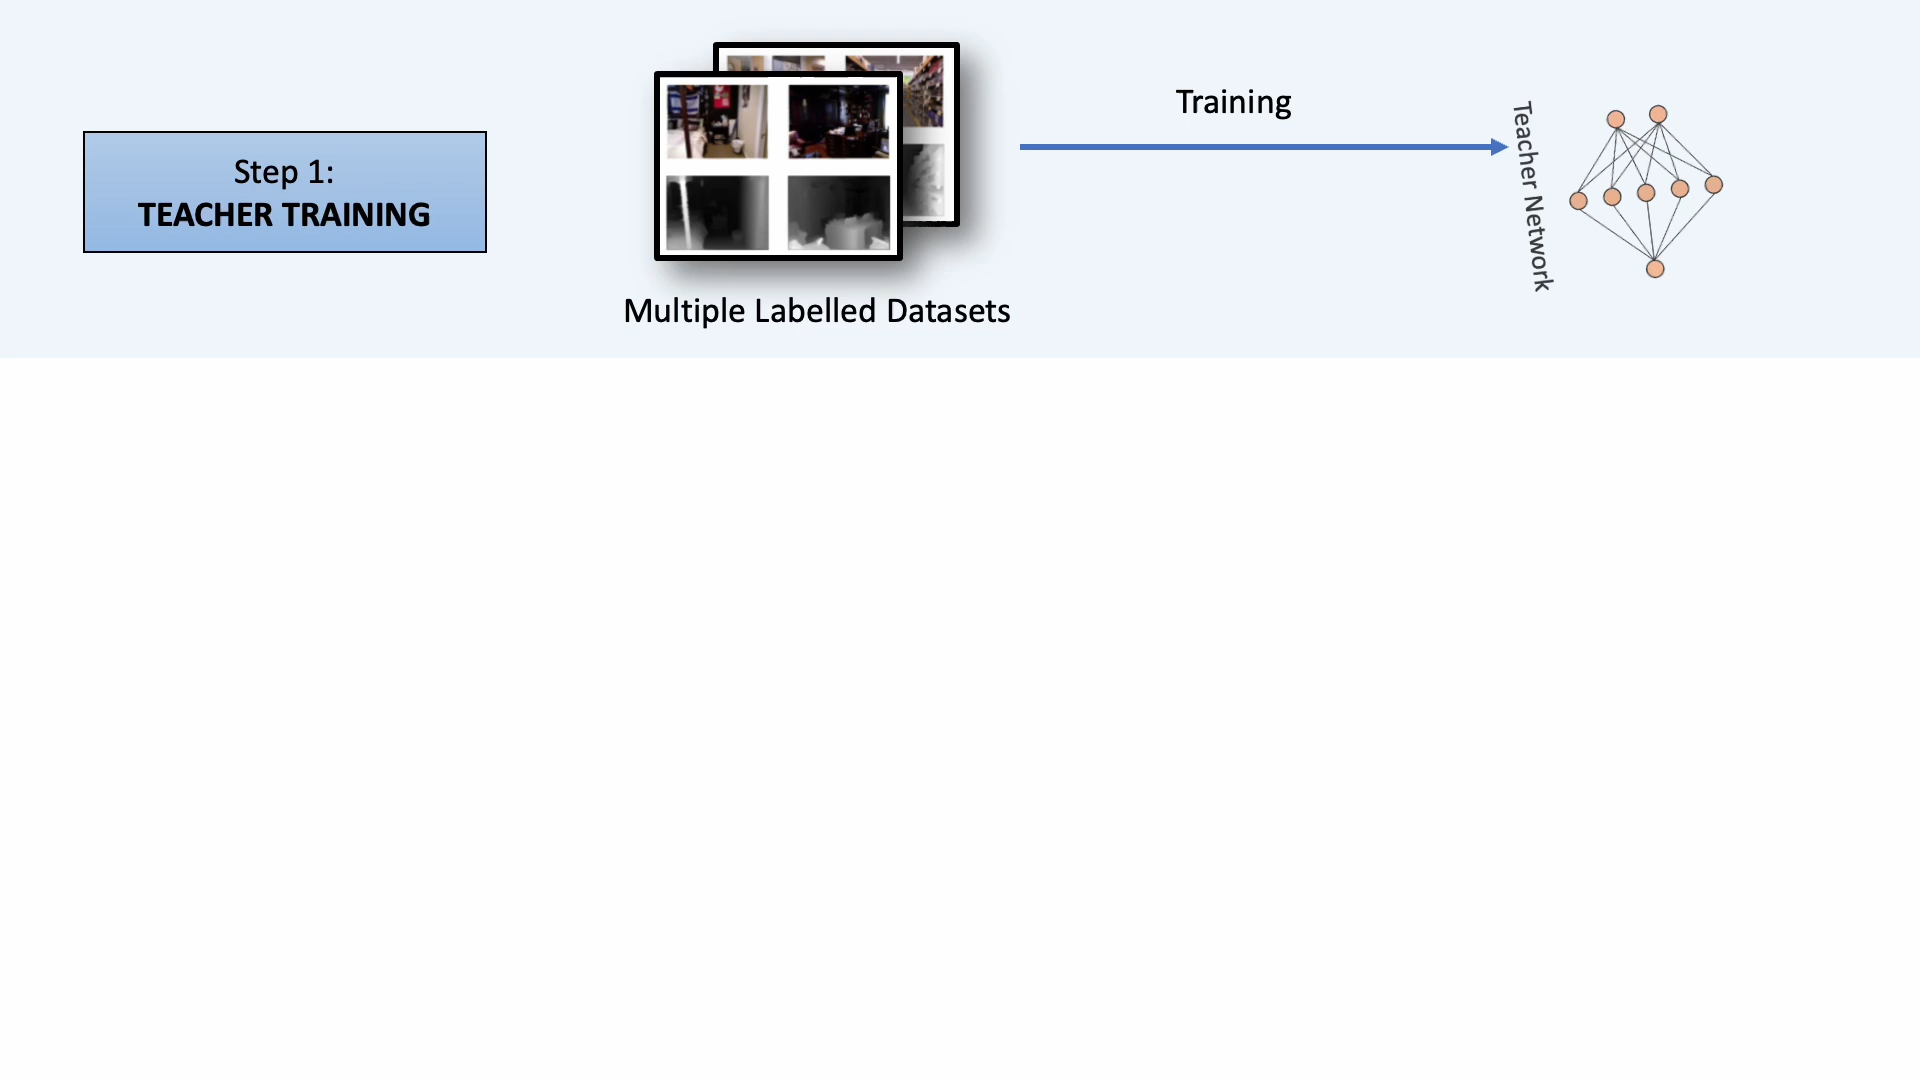 Step 1:
TEACHER TRAINING
Multiple Labelled Datasets
Training
Teacher Network